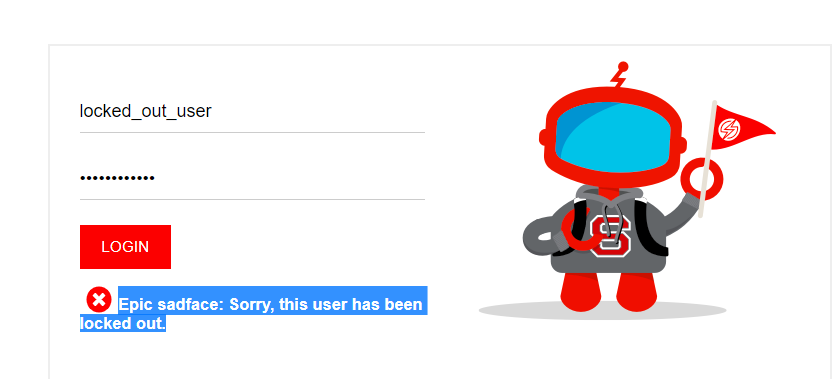 locked_out_user
••••••••••••
LOGIN
Epic sadface: Sorry, this user has been
locked out.
S